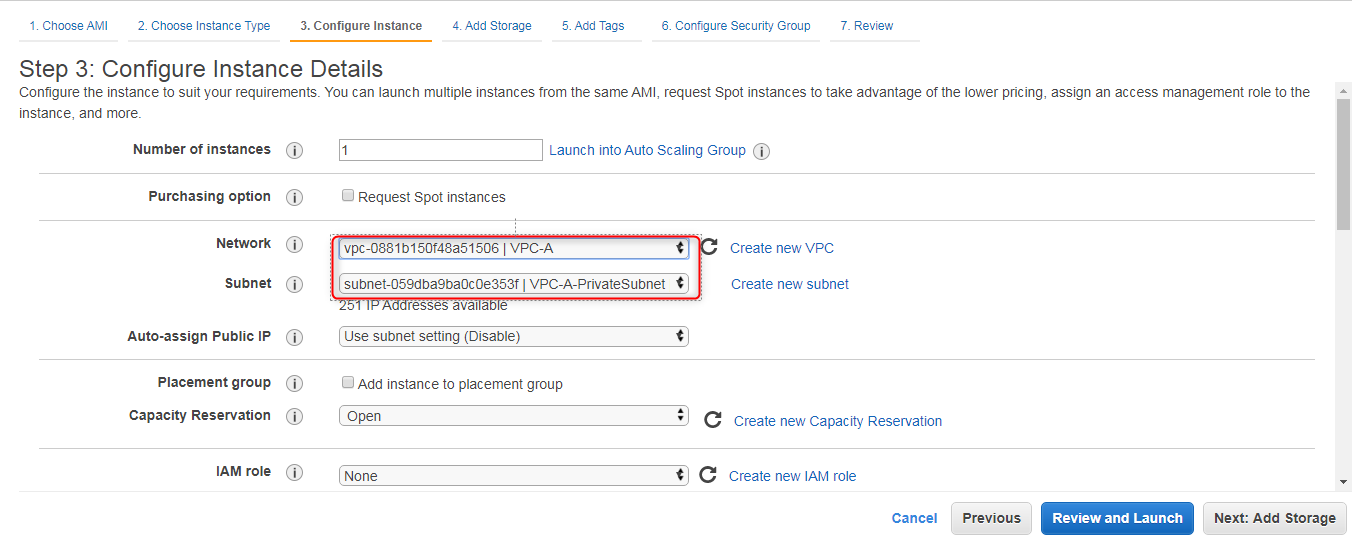 1. Choose AMI 2. Choose Instance Type 3. Configure Instance 4. Add Storage 5. Add Tags 6. Configure Security Group 7. Review
Step 3: Configure Instance Details
Configure the instance to suit your requirements. You can launch multiple instances from the same AMI, request Spot instances to take advantage of the lower pricing, assign an access management role to the
instance, and more.
Number of instances i 1 Launch into Auto Scaling Group i
Purchasing option i Request Spot instances
Network i vpc-0881b150f48a51506 | VPC-A Create new VPC
Subnet i subnet-059dba9ba0c0e353f | VPC-A-PrivateSubnet Create new subnet
251 IP Addresses available
Auto-assign Public IP i Use subnet setting (Disable)
Placement group i Add instance to placement group
Capacity Reservation i Open Create new Capacity Reservation
IAM role i None Create new IAM role
Cancel Previous Review and Launch Next: Add Storage